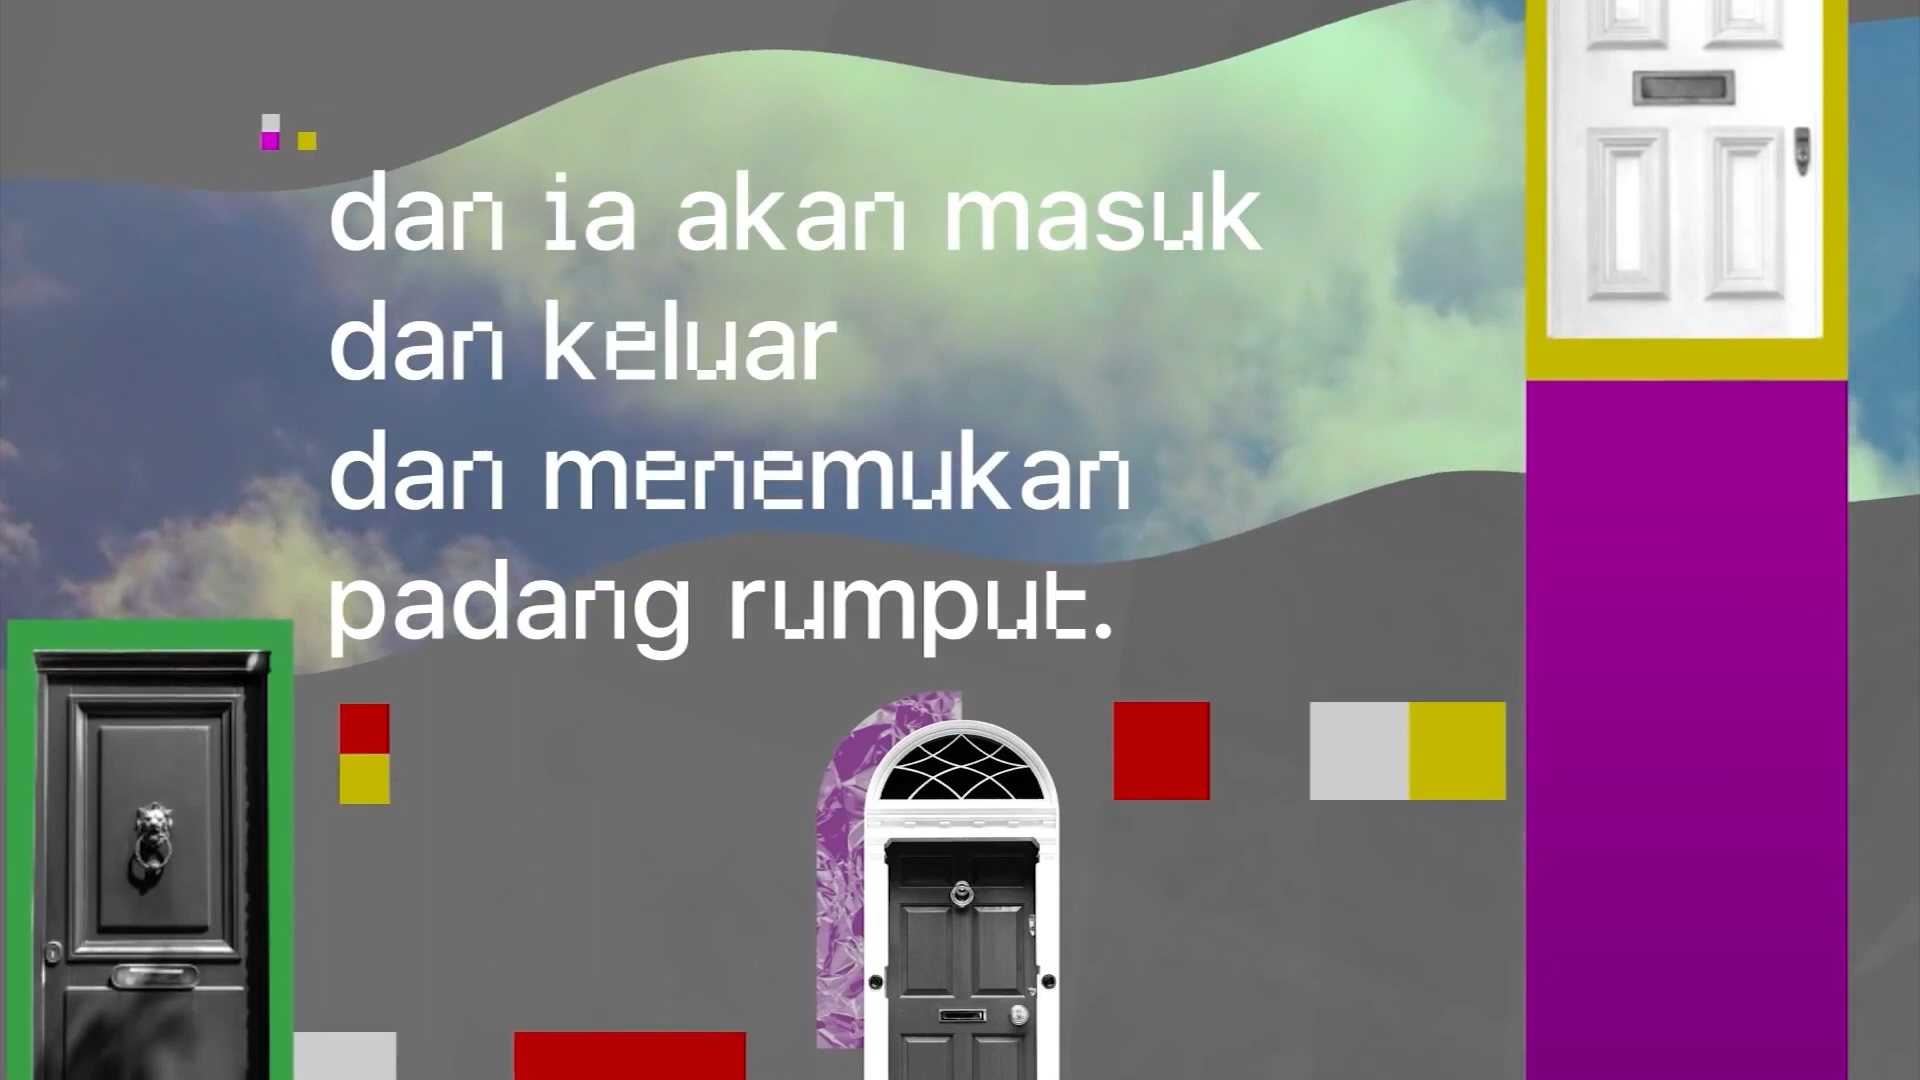 dan ia akan masuk
dan keluar
dan menemukan
padang rumput.